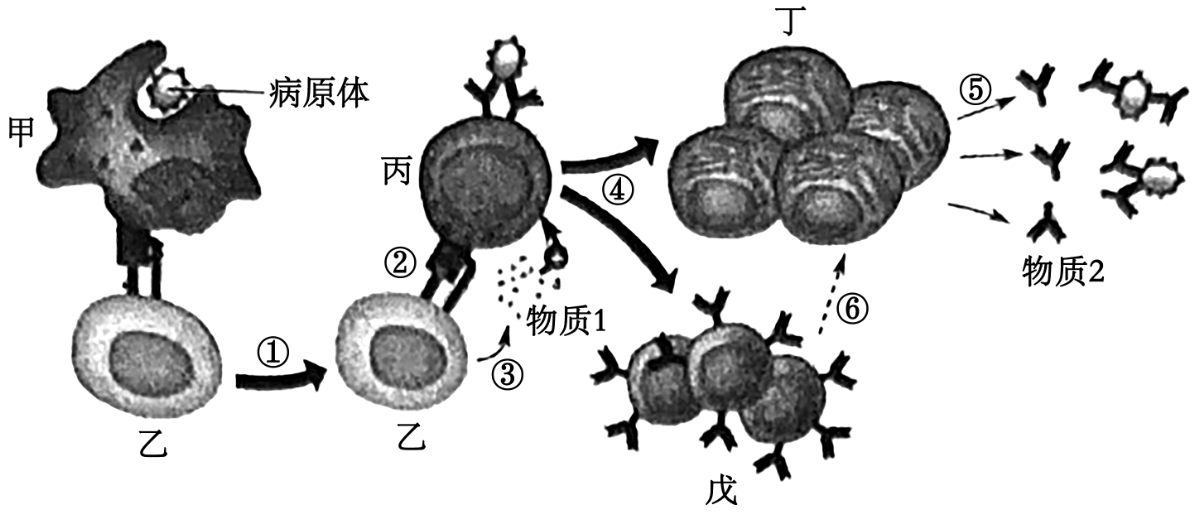 丁
⑤
病原体
甲
丙
④
②
物质2
物质1
⑥
①
③
乙
乙
戊